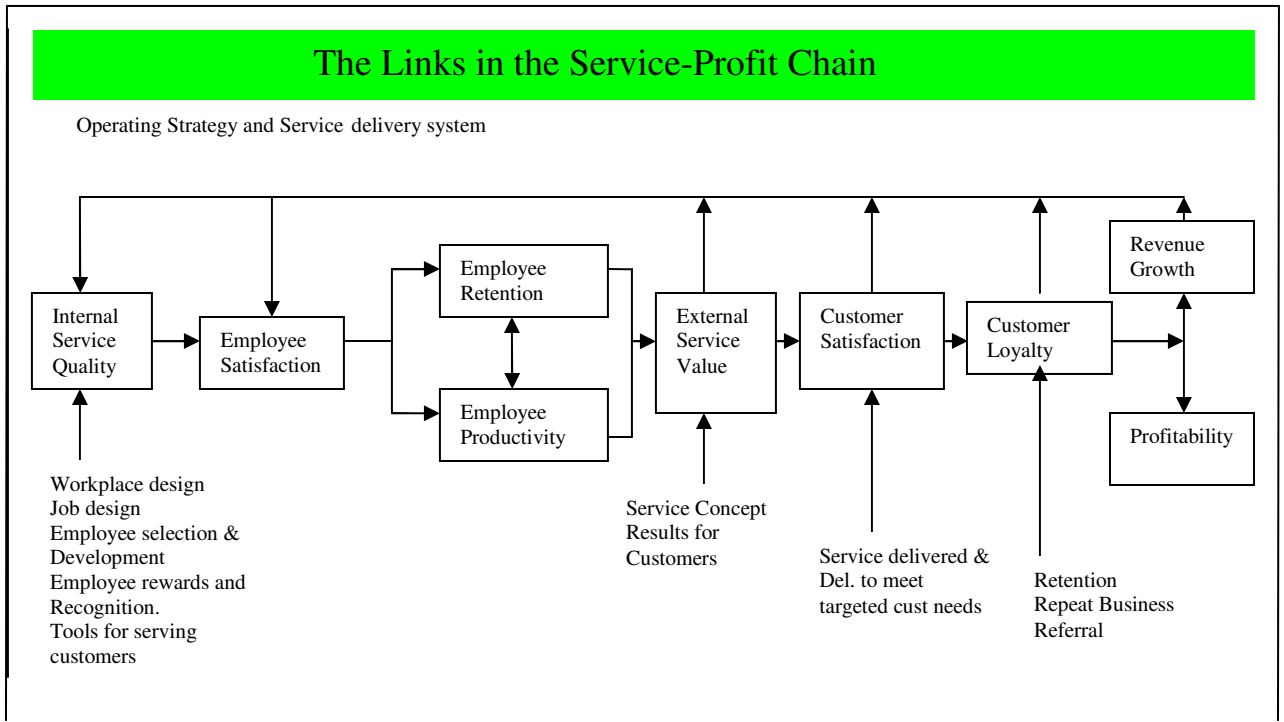 The Links in the Service-Profit Chain
Operating Strategy and Service delivery system
Internal
Service
Quality
Employee
Satisfaction
Employee
Retention
Employee
Productivity
External
Service
Value
Customer
Satisfaction
Customer
Loyalty
Revenue
Growth
Profitability
Workplace design
Job design
Employee selection &
Development
Employee rewards and
Recognition.
Tools for serving
customers
Service Concept
Results for
Customers
Service delivered &
Del. to meet
targeted cust needs
Retention
Repeat Business
Referral